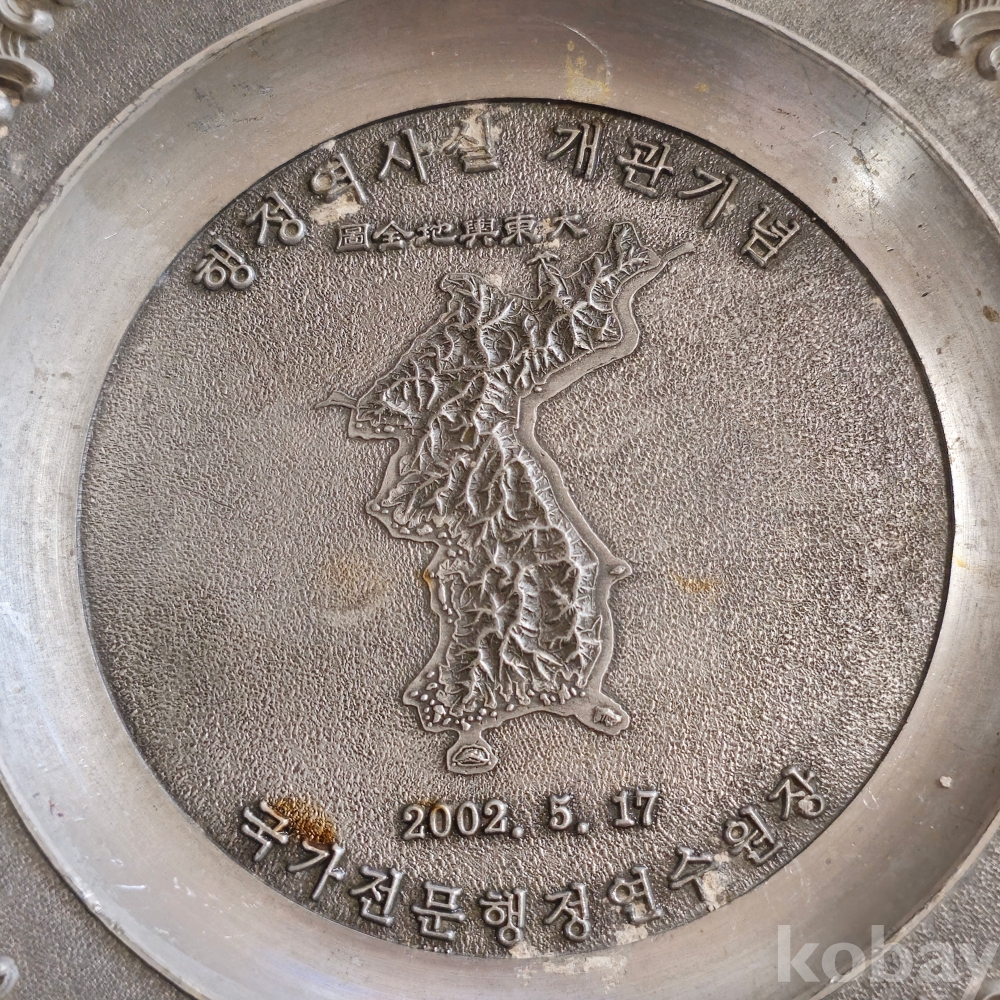 행정역사실 개관기념
大東輿地全圖
2002. 5. 17
국가전문행정연수원장
kobay